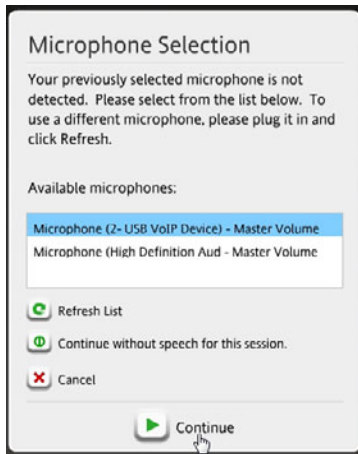 Microphone Selection
Your previously selected microphone is not
detected. Please select from the list below. To
use a different microphone, please plug it in and
click Refresh.
Available microphones:
Microphone (2- USB VoIP Device) - Master Volume
Microphone (High Definition Aud - Master Volume
Refresh List
Continue without speech for this session.
Cancel
Continue